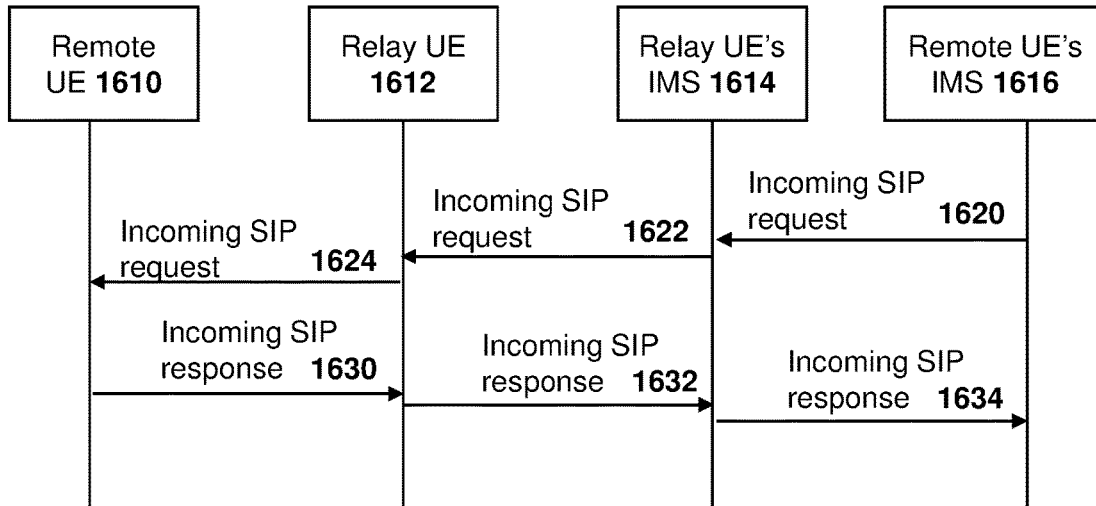 Remote
UE 1610
Relay UE
1612
Relay UE's
IMS 1614
Remote UE's
IMS 1616
Incoming SIP
request 1620
Incoming SIP
request 1622
Incoming SIP
request 1624
Incoming SIP
response 1630
Incoming SIP
response 1632
Incoming SIP
response 1634